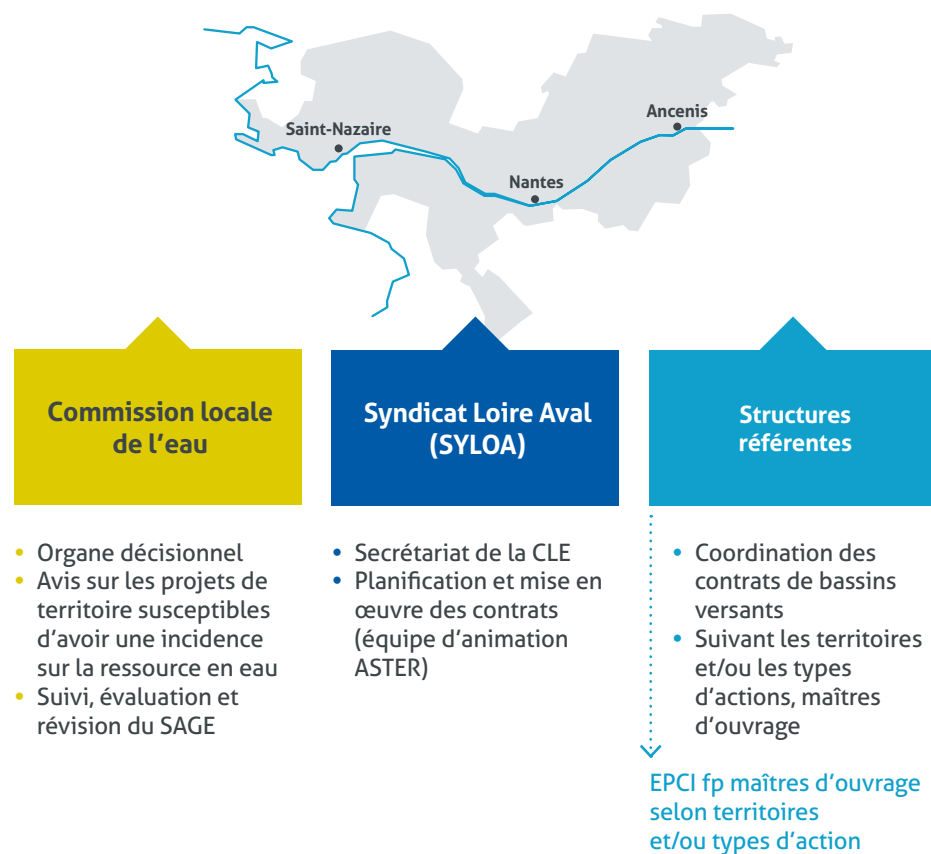 Ancenis
Saint-Nazaire
Nantes
Commission locale
de l'eau
• Organe décisionnel
• Avis sur les projets de
territoire susceptibles
d'avoir une incidence
sur la ressource en eau
• Suivi, évaluation et
révision du SAGE
Syndicat Loire Aval
(SYLOA)
• Secrétariat de la CLE
• Planification et mise en
œuvre des contrats
(équipe d'animation
ASTER)
Structures
référentes
• Coordination des
contrats de bassins
versants
• Suivant les territoires
et/ou les types
d'actions, maîtres
d'ouvrage
EPCI fp maîtres d'ouvrage
selon territoires
et/ou types d'action